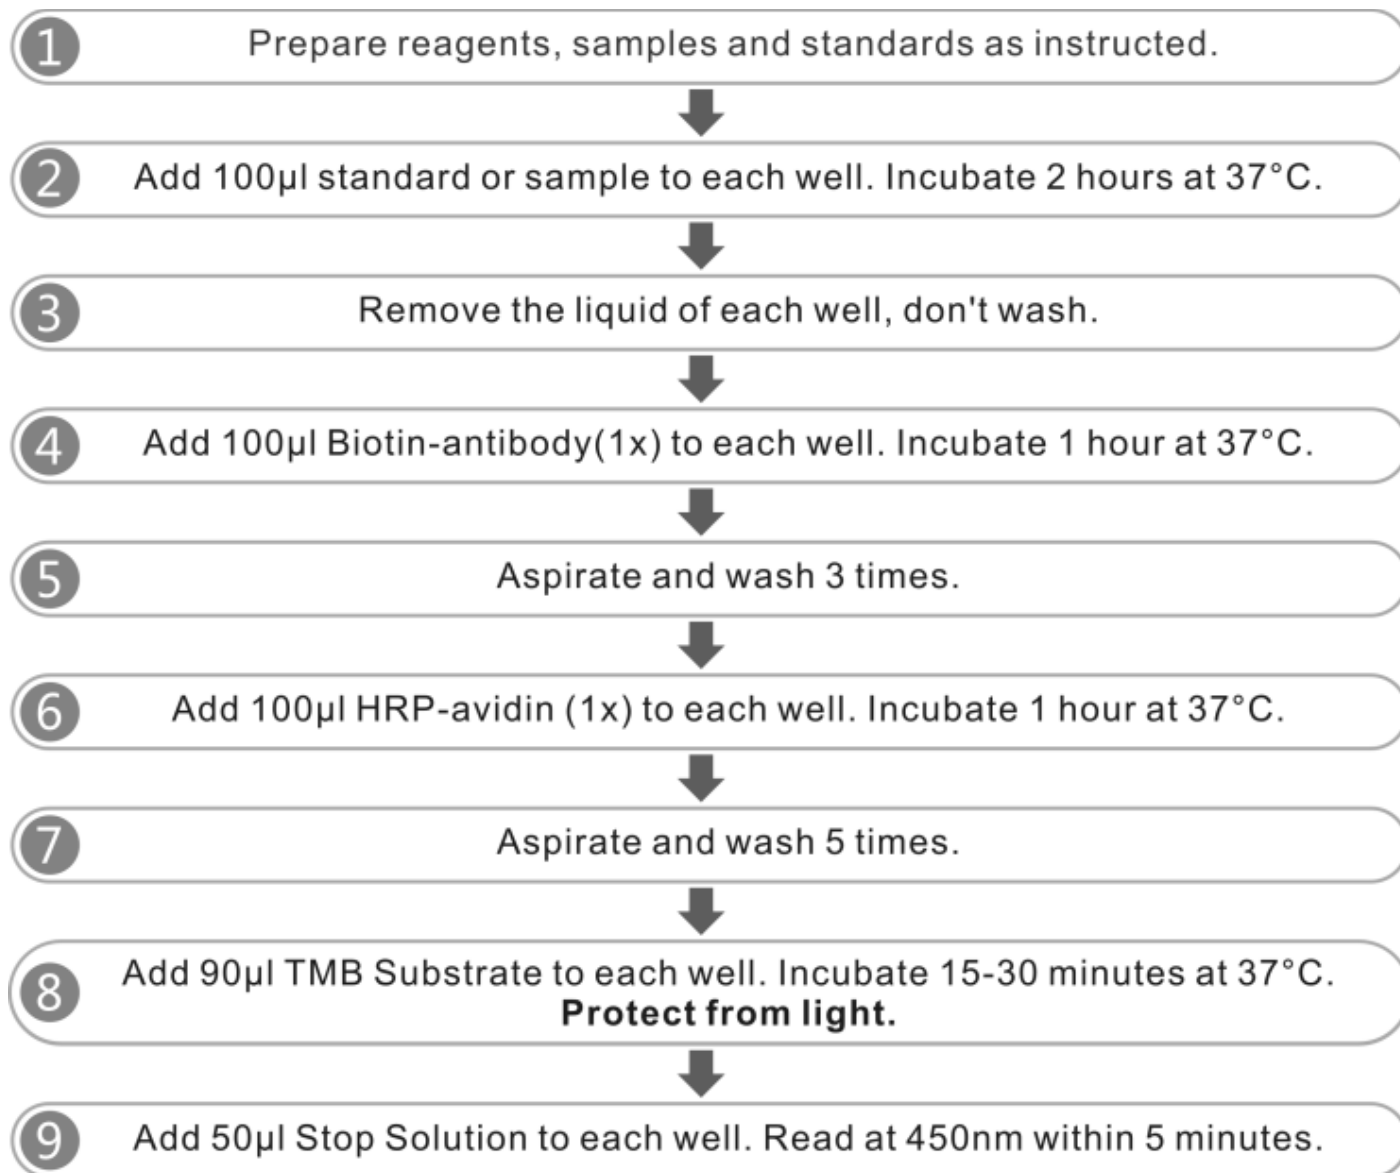 1 Prepare reagents, samples and standards as instructed.
2 Add 100µl standard or sample to each well. Incubate 2 hours at 37°C.
3 Remove the liquid of each well, don't wash.
4 Add 100µl Biotin-antibody(1x) to each well. Incubate 1 hour at 37°C.
5 Aspirate and wash 3 times.
6 Add 100µl HRP-avidin (1x) to each well. Incubate 1 hour at 37°C.
7 Aspirate and wash 5 times.
8 Add 90µl TMB Substrate to each well. Incubate 15-30 minutes at 37°C.
Protect from light.
9 Add 50µl Stop Solution to each well. Read at 450nm within 5 minutes.